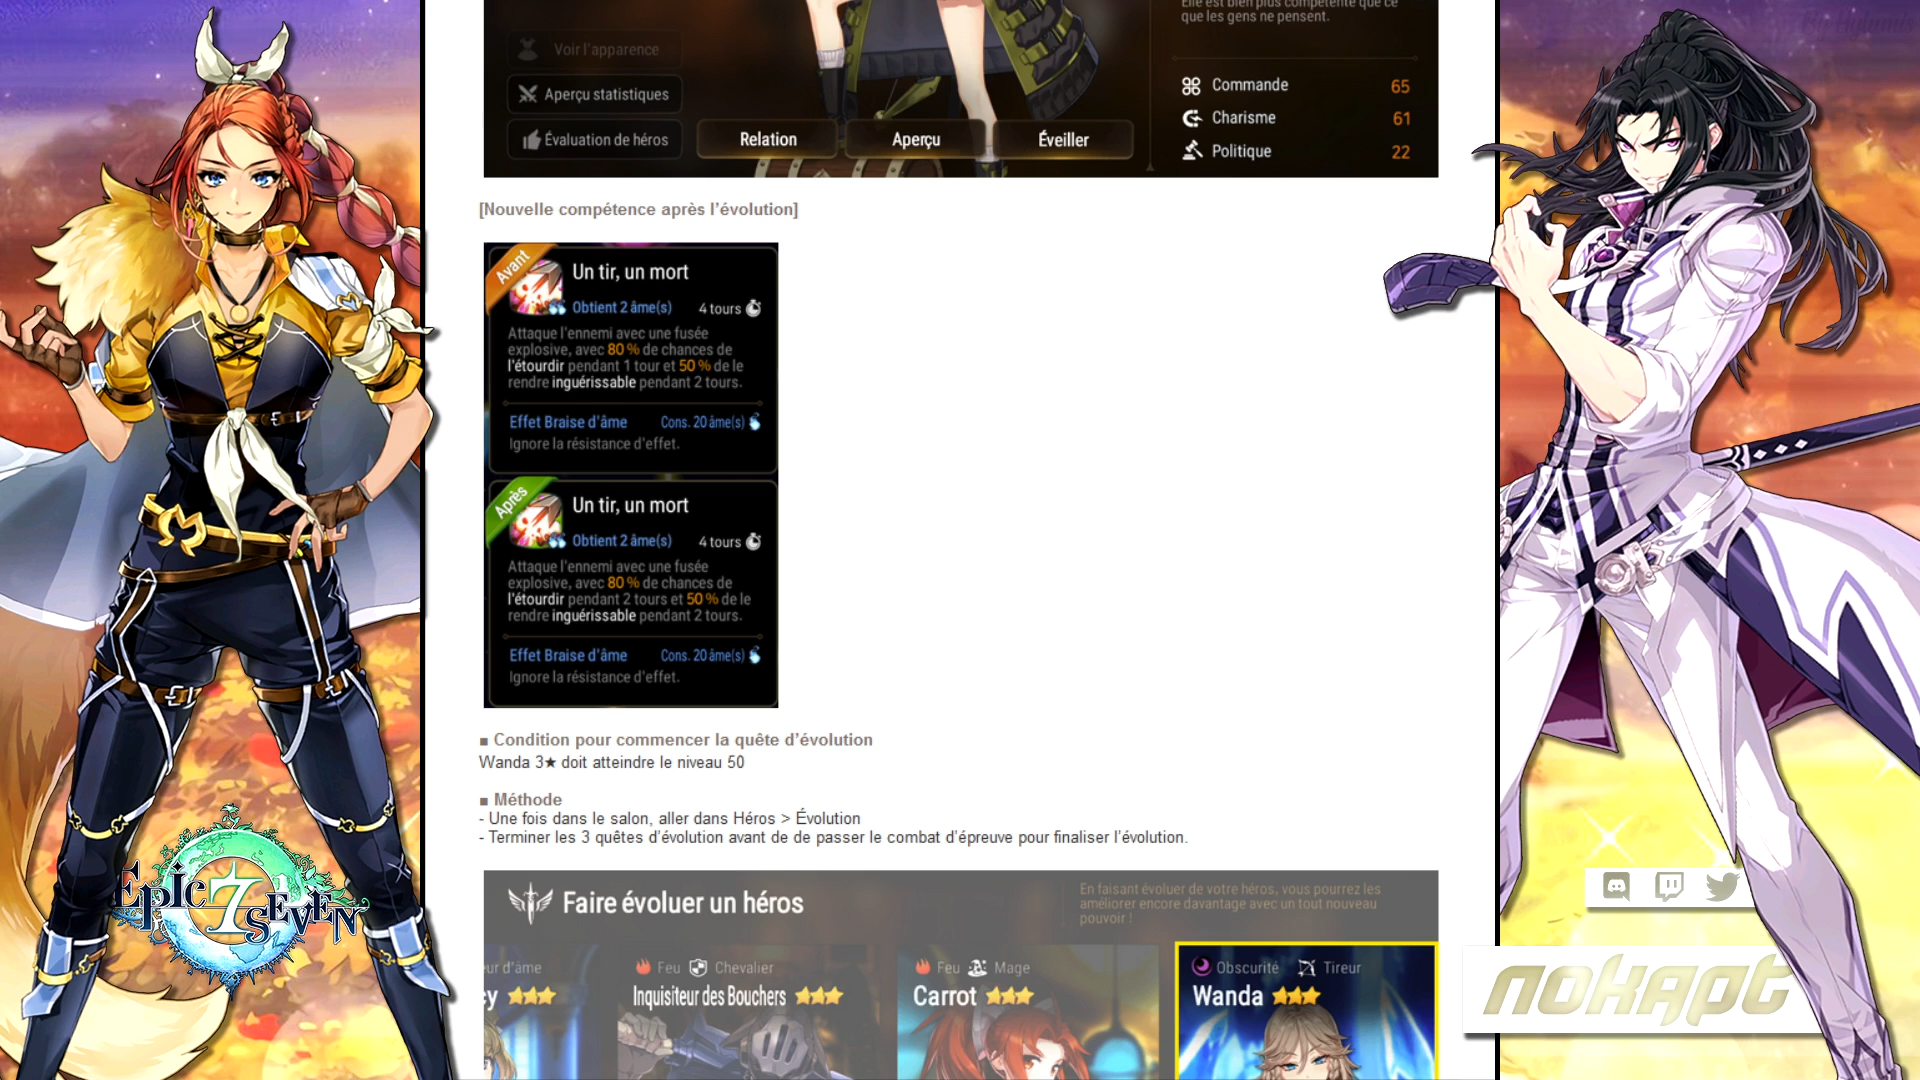 Elle est bien plus compétente que ce
que les gens ne pensent.
Voir l'apparence
Aperçu statistiques
Évaluation de héros
Relation
Aperçu
Éveiller
Commande 65
Charisme 61
Politique 22
[Nouvelle compétence après l’évolution]
Avant
Un tir, un mort
Obtient 2 âme(s) 4 tours
Attaque l'ennemi avec une fusée
explosive, avec 80 % de chances de
l'étourdir pendant 1 tour et 50 % de le
rendre inguérissable pendant 2 tours.
Effet Braise d'âme Cons. 20 âme(s)
Ignore la résistance d'effet.
Après
Un tir, un mort
Obtient 2 âme(s) 4 tours
Attaque l'ennemi avec une fusée
explosive, avec 80 % de chances de
l'étourdir pendant 2 tours et 50 % de le
rendre inguérissable pendant 2 tours.
Effet Braise d'âme Cons. 20 âme(s)
Ignore la résistance d'effet.
■ Condition pour commencer la quête d’évolution
Wanda 3★ doit atteindre le niveau 50
■ Méthode
- Une fois dans le salon, aller dans Héros > Évolution
- Terminer les 3 quêtes d’évolution avant de de passer le combat d’épreuve pour finaliser l’évolution.
Faire évoluer un héros
En faisant évoluer de votre héros, vous pourrez les
améliorer encore davantage avec un tout nouveau
pouvoir !
eur d'âme
cy
Feu Chevalier
Inquisiteur des Bouchers
Feu Mage
Carrot
Obscurité Tireur
Wanda
Epic 7 Seven
nokapt